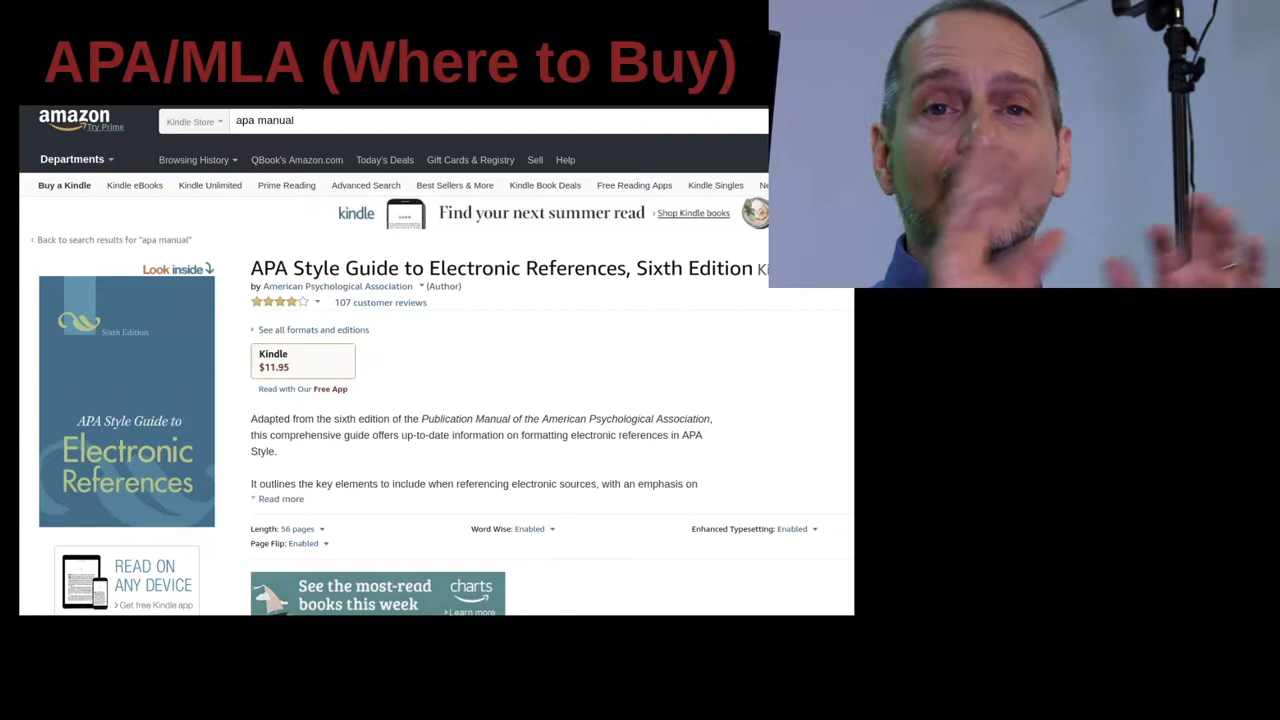 APA/MLA (Where to Buy)
amazon
Try Prime
Kindle Store
apa manual
Departments
Browsing History
QBook's Amazon.com
Today's Deals
Gift Cards & Registry
Sell
Help
Buy a Kindle
Kindle eBooks
Kindle Unlimited
Prime Reading
Advanced Search
Best Sellers & More
Kindle Book Deals
Free Reading Apps
Kindle Singles
kindle
Find your next summer read
› Shop Kindle books
‹ Back to search results for "apa manual"
Look inside
Sixth Edition
APA Style Guide to
Electronic
References
READ ON
ANY DEVICE
› Get free Kindle app
APA Style Guide to Electronic References, Sixth Edition
by American Psychological Association (Author)
107 customer reviews
See all formats and editions
Kindle
$11.95
Read with Our Free App
Adapted from the sixth edition of the Publication Manual of the American Psychological Association,
this comprehensive guide offers up-to-date information on formatting electronic references in APA
Style.
It outlines the key elements to include when referencing electronic sources, with an emphasis on
Read more
Length: 56 pages
Word Wise: Enabled
Enhanced Typesetting: Enabled
Page Flip: Enabled
See the most-read
books this week
charts
› Learn more